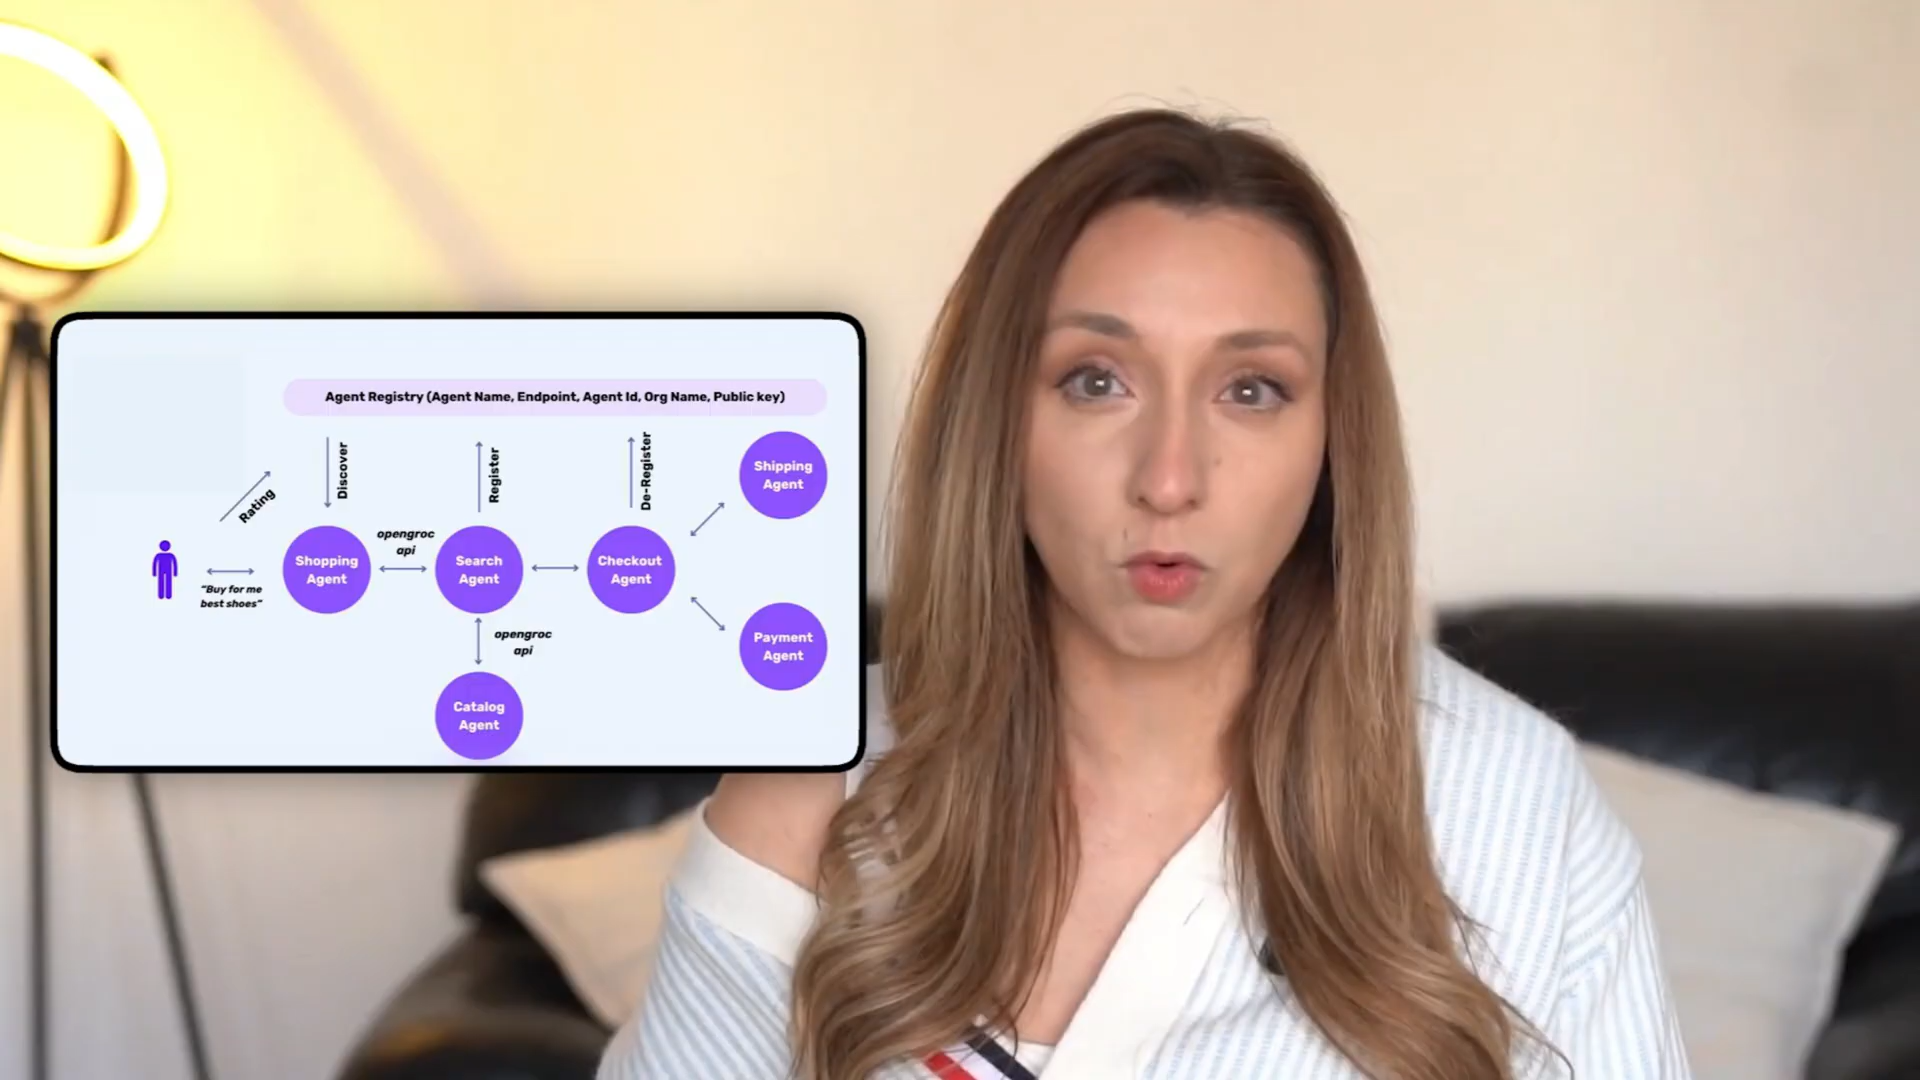 Agent Registry (Agent Name, Endpoint, Agent Id, Org Name, Public key)
Rating
Discover
Register
De-Register
Shipping
Agent
"Buy for me
best shoes"
Shopping
Agent
opengroc
api
Search
Agent
Checkout
Agent
opengroc
api
Payment
Agent
Catalog
Agent